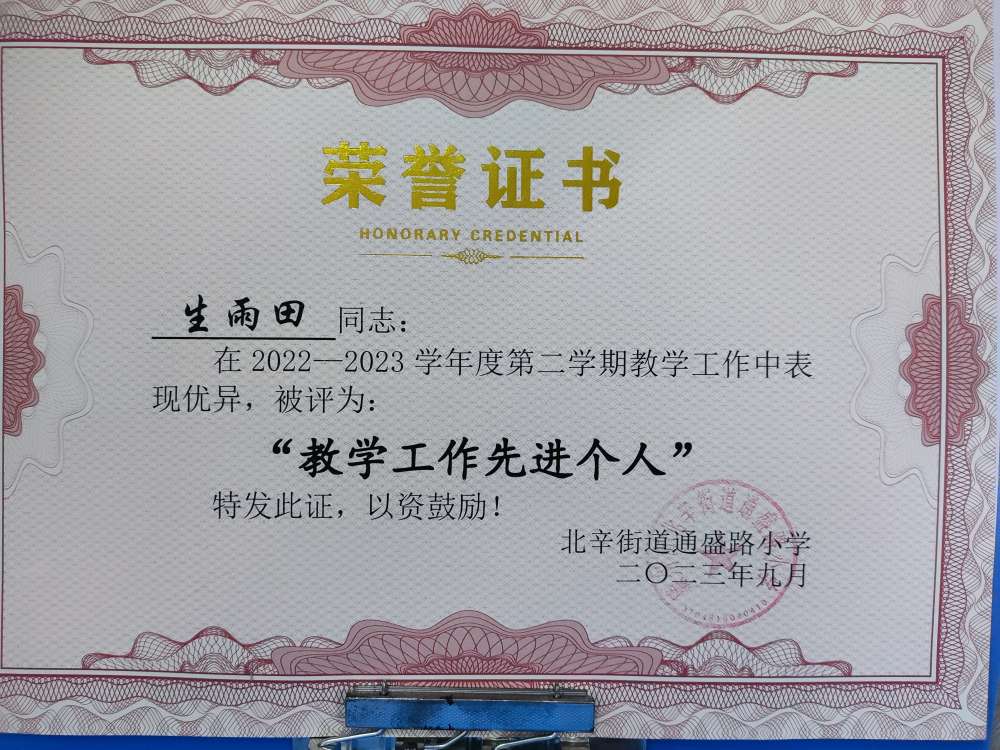 荣誉证书
HONORARY CREDENTIAL
生雨田 同志：
在 2022—2023 学年度第二学期教学工作中表
现优异，被评为：
“教学工作先进个人”
特发此证，以资鼓励！
北辛街道通盛路小学
二〇二三年九月